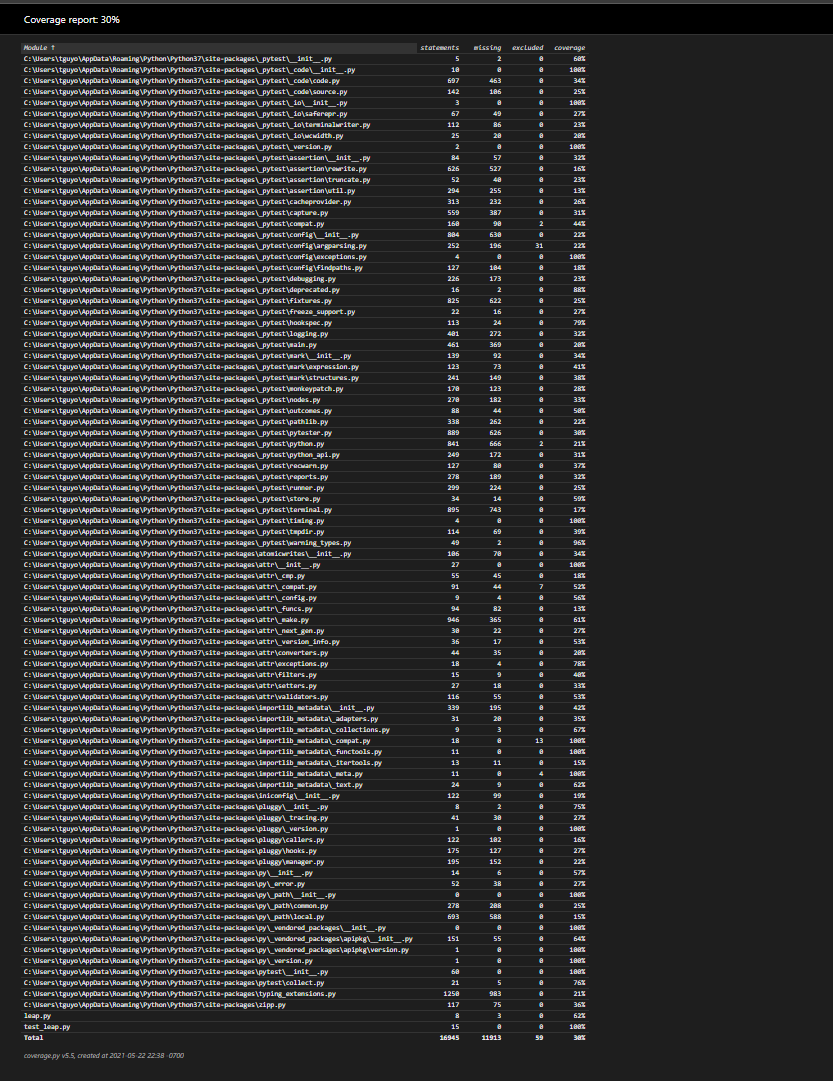 Coverage report: 30%
Module ↑ statements missing excluded coverage
C:\Users\tguyo\AppData\Roaming\Python\Python37\site-packages\_pytest\__init__.py 5 2 0 60%
C:\Users\tguyo\AppData\Roaming\Python\Python37\site-packages\_pytest\_code\__init__.py 10 0 0 100%
C:\Users\tguyo\AppData\Roaming\Python\Python37\site-packages\_pytest\_code\code.py 697 463 0 34%
C:\Users\tguyo\AppData\Roaming\Python\Python37\site-packages\_pytest\_code\source.py 142 106 0 25%
C:\Users\tguyo\AppData\Roaming\Python\Python37\site-packages\_pytest\_io\__init__.py 3 0 0 100%
C:\Users\tguyo\AppData\Roaming\Python\Python37\site-packages\_pytest\_io\saferepr.py 67 49 0 27%
C:\Users\tguyo\AppData\Roaming\Python\Python37\site-packages\_pytest\_io\terminalwriter.py 112 86 0 23%
C:\Users\tguyo\AppData\Roaming\Python\Python37\site-packages\_pytest\_io\wcwidth.py 25 20 0 20%
C:\Users\tguyo\AppData\Roaming\Python\Python37\site-packages\_pytest\_version.py 2 0 0 100%
C:\Users\tguyo\AppData\Roaming\Python\Python37\site-packages\_pytest\assertion\__init__.py 84 57 0 32%
C:\Users\tguyo\AppData\Roaming\Python\Python37\site-packages\_pytest\assertion\rewrite.py 626 527 0 16%
C:\Users\tguyo\AppData\Roaming\Python\Python37\site-packages\_pytest\assertion\truncate.py 52 40 0 23%
C:\Users\tguyo\AppData\Roaming\Python\Python37\site-packages\_pytest\assertion\util.py 294 255 0 13%
C:\Users\tguyo\AppData\Roaming\Python\Python37\site-packages\_pytest\cacheprovider.py 313 232 0 26%
C:\Users\tguyo\AppData\Roaming\Python\Python37\site-packages\_pytest\capture.py 559 387 0 31%
C:\Users\tguyo\AppData\Roaming\Python\Python37\site-packages\_pytest\compat.py 160 90 2 44%
C:\Users\tguyo\AppData\Roaming\Python\Python37\site-packages\_pytest\config\__init__.py 804 630 0 22%
C:\Users\tguyo\AppData\Roaming\Python\Python37\site-packages\_pytest\config\argparsing.py 252 196 31 22%
C:\Users\tguyo\AppData\Roaming\Python\Python37\site-packages\_pytest\config\exceptions.py 4 0 0 100%
C:\Users\tguyo\AppData\Roaming\Python\Python37\site-packages\_pytest\config\findpaths.py 127 104 0 18%
C:\Users\tguyo\AppData\Roaming\Python\Python37\site-packages\_pytest\debugging.py 226 173 0 23%
C:\Users\tguyo\AppData\Roaming\Python\Python37\site-packages\_pytest\deprecated.py 16 2 0 88%
C:\Users\tguyo\AppData\Roaming\Python\Python37\site-packages\_pytest\fixtures.py 825 622 0 25%
C:\Users\tguyo\AppData\Roaming\Python\Python37\site-packages\_pytest\freeze_support.py 22 16 0 27%
C:\Users\tguyo\AppData\Roaming\Python\Python37\site-packages\_pytest\hookspec.py 113 24 0 79%
C:\Users\tguyo\AppData\Roaming\Python\Python37\site-packages\_pytest\logging.py 401 272 0 32%
C:\Users\tguyo\AppData\Roaming\Python\Python37\site-packages\_pytest\main.py 461 369 0 20%
C:\Users\tguyo\AppData\Roaming\Python\Python37\site-packages\_pytest\mark\__init__.py 139 92 0 34%
C:\Users\tguyo\AppData\Roaming\Python\Python37\site-packages\_pytest\mark\expression.py 123 73 0 41%
C:\Users\tguyo\AppData\Roaming\Python\Python37\site-packages\_pytest\mark\structures.py 241 149 0 38%
C:\Users\tguyo\AppData\Roaming\Python\Python37\site-packages\_pytest\monkeypatch.py 170 123 0 28%
C:\Users\tguyo\AppData\Roaming\Python\Python37\site-packages\_pytest\nodes.py 270 182 0 33%
C:\Users\tguyo\AppData\Roaming\Python\Python37\site-packages\_pytest\outcomes.py 88 44 0 50%
C:\Users\tguyo\AppData\Roaming\Python\Python37\site-packages\_pytest\pathlib.py 338 262 0 22%
C:\Users\tguyo\AppData\Roaming\Python\Python37\site-packages\_pytest\pytester.py 889 626 0 30%
C:\Users\tguyo\AppData\Roaming\Python\Python37\site-packages\_pytest\python.py 841 666 2 21%
C:\Users\tguyo\AppData\Roaming\Python\Python37\site-packages\_pytest\python_api.py 249 172 0 31%
C:\Users\tguyo\AppData\Roaming\Python\Python37\site-packages\_pytest\recwarn.py 127 80 0 37%
C:\Users\tguyo\AppData\Roaming\Python\Python37\site-packages\_pytest\reports.py 278 189 0 32%
C:\Users\tguyo\AppData\Roaming\Python\Python37\site-packages\_pytest\runner.py 299 224 0 25%
C:\Users\tguyo\AppData\Roaming\Python\Python37\site-packages\_pytest\store.py 34 14 0 59%
C:\Users\tguyo\AppData\Roaming\Python\Python37\site-packages\_pytest\terminal.py 895 743 0 17%
C:\Users\tguyo\AppData\Roaming\Python\Python37\site-packages\_pytest\timing.py 4 0 0 100%
C:\Users\tguyo\AppData\Roaming\Python\Python37\site-packages\_pytest\tmpdir.py 114 69 0 39%
C:\Users\tguyo\AppData\Roaming\Python\Python37\site-packages\_pytest\warning_types.py 49 2 0 96%
C:\Users\tguyo\AppData\Roaming\Python\Python37\site-packages\atomicwrites\__init__.py 106 70 0 34%
C:\Users\tguyo\AppData\Roaming\Python\Python37\site-packages\attr\__init__.py 27 0 0 100%
C:\Users\tguyo\AppData\Roaming\Python\Python37\site-packages\attr\_cmp.py 55 45 0 18%
C:\Users\tguyo\AppData\Roaming\Python\Python37\site-packages\attr\_compat.py 91 44 7 52%
C:\Users\tguyo\AppData\Roaming\Python\Python37\site-packages\attr\_config.py 9 4 0 56%
C:\Users\tguyo\AppData\Roaming\Python\Python37\site-packages\attr\_funcs.py 94 82 0 13%
C:\Users\tguyo\AppData\Roaming\Python\Python37\site-packages\attr\_make.py 946 365 0 61%
C:\Users\tguyo\AppData\Roaming\Python\Python37\site-packages\attr\_next_gen.py 30 22 0 27%
C:\Users\tguyo\AppData\Roaming\Python\Python37\site-packages\attr\_version_info.py 36 17 0 53%
C:\Users\tguyo\AppData\Roaming\Python\Python37\site-packages\attr\converters.py 44 35 0 20%
C:\Users\tguyo\AppData\Roaming\Python\Python37\site-packages\attr\exceptions.py 18 4 0 78%
C:\Users\tguyo\AppData\Roaming\Python\Python37\site-packages\attr\filters.py 15 9 0 40%
C:\Users\tguyo\AppData\Roaming\Python\Python37\site-packages\attr\setters.py 27 18 0 33%
C:\Users\tguyo\AppData\Roaming\Python\Python37\site-packages\attr\validators.py 116 55 0 53%
C:\Users\tguyo\AppData\Roaming\Python\Python37\site-packages\importlib_metadata\__init__.py 339 195 0 42%
C:\Users\tguyo\AppData\Roaming\Python\Python37\site-packages\importlib_metadata\_adapters.py 31 20 0 35%
C:\Users\tguyo\AppData\Roaming\Python\Python37\site-packages\importlib_metadata\_collections.py 9 3 0 67%
C:\Users\tguyo\AppData\Roaming\Python\Python37\site-packages\importlib_metadata\_compat.py 18 0 13 100%
C:\Users\tguyo\AppData\Roaming\Python\Python37\site-packages\importlib_metadata\_functools.py 11 0 0 100%
C:\Users\tguyo\AppData\Roaming\Python\Python37\site-packages\importlib_metadata\_itertools.py 13 11 0 15%
C:\Users\tguyo\AppData\Roaming\Python\Python37\site-packages\importlib_metadata\_meta.py 11 0 4 100%
C:\Users\tguyo\AppData\Roaming\Python\Python37\site-packages\importlib_metadata\_text.py 24 9 0 62%
C:\Users\tguyo\AppData\Roaming\Python\Python37\site-packages\iniconfig\__init__.py 122 99 0 19%
C:\Users\tguyo\AppData\Roaming\Python\Python37\site-packages\pluggy\__init__.py 8 2 0 75%
C:\Users\tguyo\AppData\Roaming\Python\Python37\site-packages\pluggy\_tracing.py 41 30 0 27%
C:\Users\tguyo\AppData\Roaming\Python\Python37\site-packages\pluggy\_version.py 1 0 0 100%
C:\Users\tguyo\AppData\Roaming\Python\Python37\site-packages\pluggy\callers.py 122 102 0 16%
C:\Users\tguyo\AppData\Roaming\Python\Python37\site-packages\pluggy\hooks.py 175 127 0 27%
C:\Users\tguyo\AppData\Roaming\Python\Python37\site-packages\pluggy\manager.py 195 152 0 22%
C:\Users\tguyo\AppData\Roaming\Python\Python37\site-packages\py\__init__.py 14 6 0 57%
C:\Users\tguyo\AppData\Roaming\Python\Python37\site-packages\py\_error.py 52 38 0 27%
C:\Users\tguyo\AppData\Roaming\Python\Python37\site-packages\py\_path\__init__.py 0 0 0 100%
C:\Users\tguyo\AppData\Roaming\Python\Python37\site-packages\py\_path\common.py 278 208 0 25%
C:\Users\tguyo\AppData\Roaming\Python\Python37\site-packages\py\_path\local.py 693 588 0 15%
C:\Users\tguyo\AppData\Roaming\Python\Python37\site-packages\py\_vendored_packages\__init__.py 0 0 0 100%
C:\Users\tguyo\AppData\Roaming\Python\Python37\site-packages\py\_vendored_packages\apipkg\__init__.py 151 55 0 64%
C:\Users\tguyo\AppData\Roaming\Python\Python37\site-packages\py\_vendored_packages\apipkg\version.py 1 0 0 100%
C:\Users\tguyo\AppData\Roaming\Python\Python37\site-packages\py\_version.py 1 0 0 100%
C:\Users\tguyo\AppData\Roaming\Python\Python37\site-packages\pytest\__init__.py 60 0 0 100%
C:\Users\tguyo\AppData\Roaming\Python\Python37\site-packages\pytest\collect.py 21 5 0 76%
C:\Users\tguyo\AppData\Roaming\Python\Python37\site-packages\typing_extensions.py 1250 983 0 21%
C:\Users\tguyo\AppData\Roaming\Python\Python37\site-packages\zipp.py 117 75 0 36%
leap.py 8 3 0 62%
test_leap.py 15 0 0 100%
Total 16945 11913 59 30%
coverage.py v5.5, created at 2021-05-22 22:38 -0700